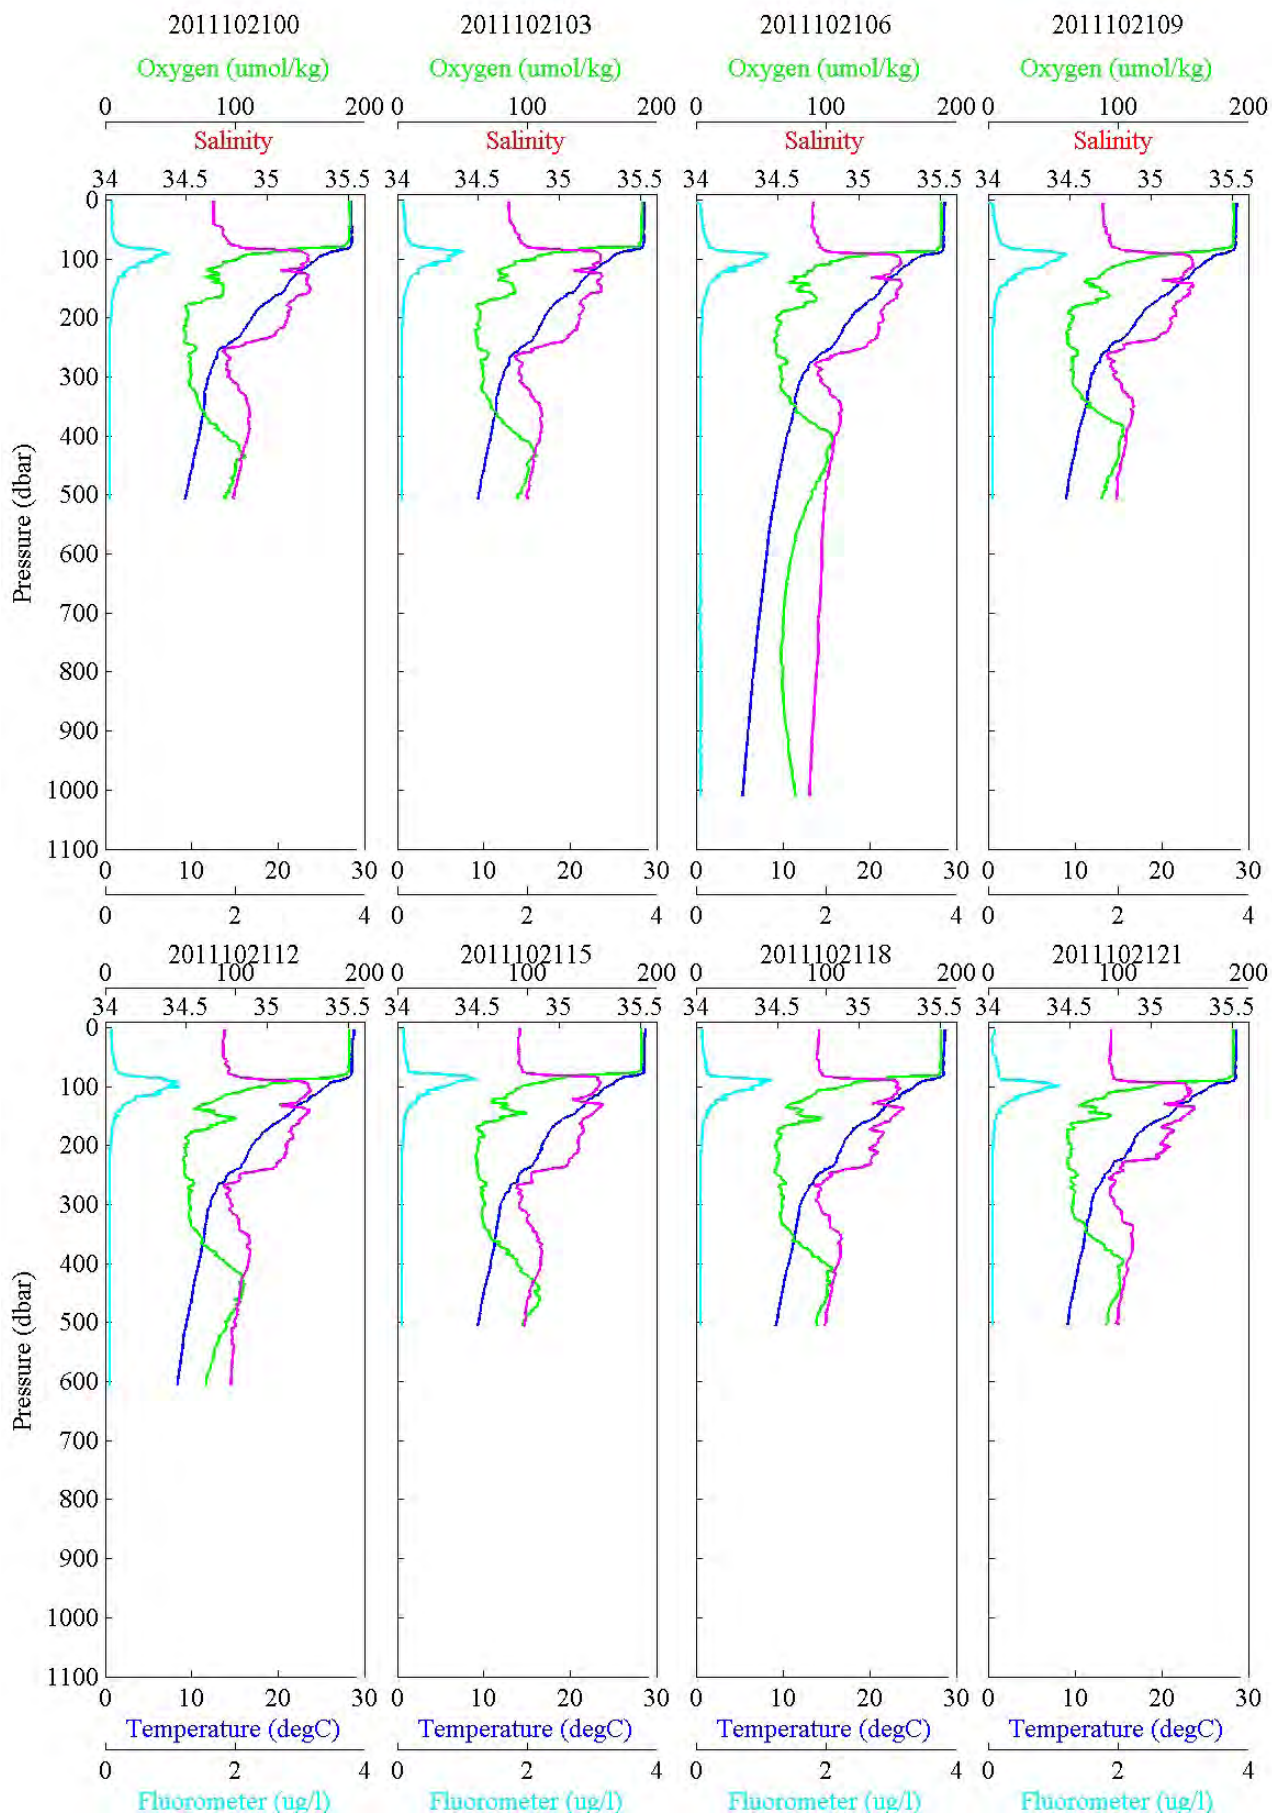 2011102100 2011102103 2011102106 2011102109
Oxygen (umol/kg) Oxygen (umol/kg) Oxygen (umol/kg) Oxygen (umol/kg)
0 100 200 0 100 200 0 100 200 0 100 200
Salinity Salinity Salinity Salinity
34 34.5 35 35.5 34 34.5 35 35.5 34 34.5 35 35.5 34 34.5 35 35.5
0
100
200
300
400
500
600
700
800
900
1000
1100
Pressure (dbar)
0 10 20 30 0 10 20 30 0 10 20 30 0 10 20 30
0 2 4 0 2 4 0 2 4 0 2 4
2011102112 2011102115 2011102118 2011102121
0 100 200 0 100 200 0 100 200 0 100 200
34 34.5 35 35.5 34 34.5 35 35.5 34 34.5 35 35.5 34 34.5 35 35.5
0
100
200
300
400
500
600
700
800
900
1000
1100
Pressure (dbar)
0 10 20 30 0 10 20 30 0 10 20 30 0 10 20 30
Temperature (degC) Temperature (degC) Temperature (degC) Temperature (degC)
0 2 4 0 2 4 0 2 4 0 2 4
Fluorometer (ug/l) Fluorometer (ug/l) Fluorometer (ug/l) Fluorometer (ug/l)